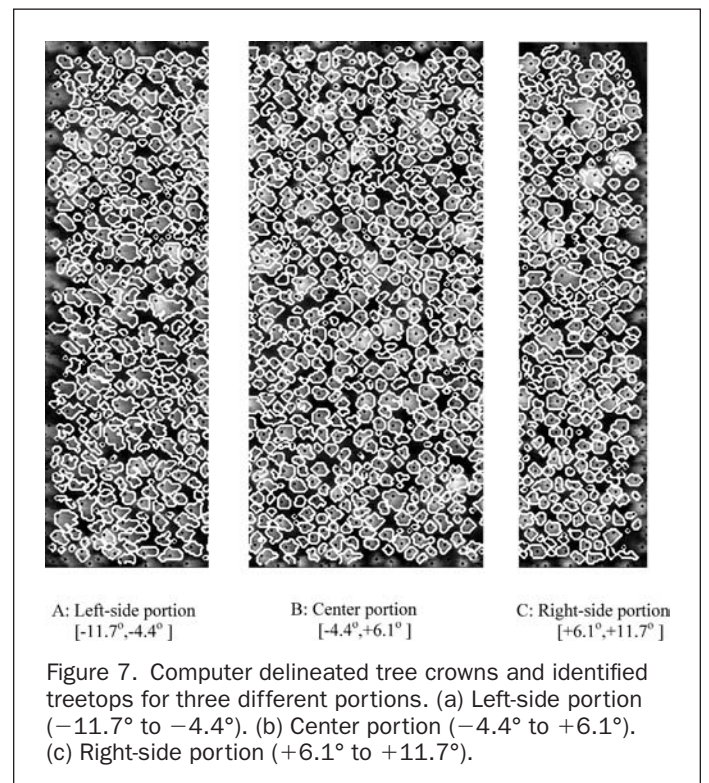 A: Left-side portion
[-11.7°,-4.4° ]
B: Center portion
[-4.4°,+6.1° ]
C: Right-side portion
[+6.1°,+11.7° ]
Figure 7. Computer delineated tree crowns and identified
treetops for three different portions. (a) Left-side portion
(−11.7° to −4.4°). (b) Center portion (−4.4° to +6.1°).
(c) Right-side portion (+6.1° to +11.7°).